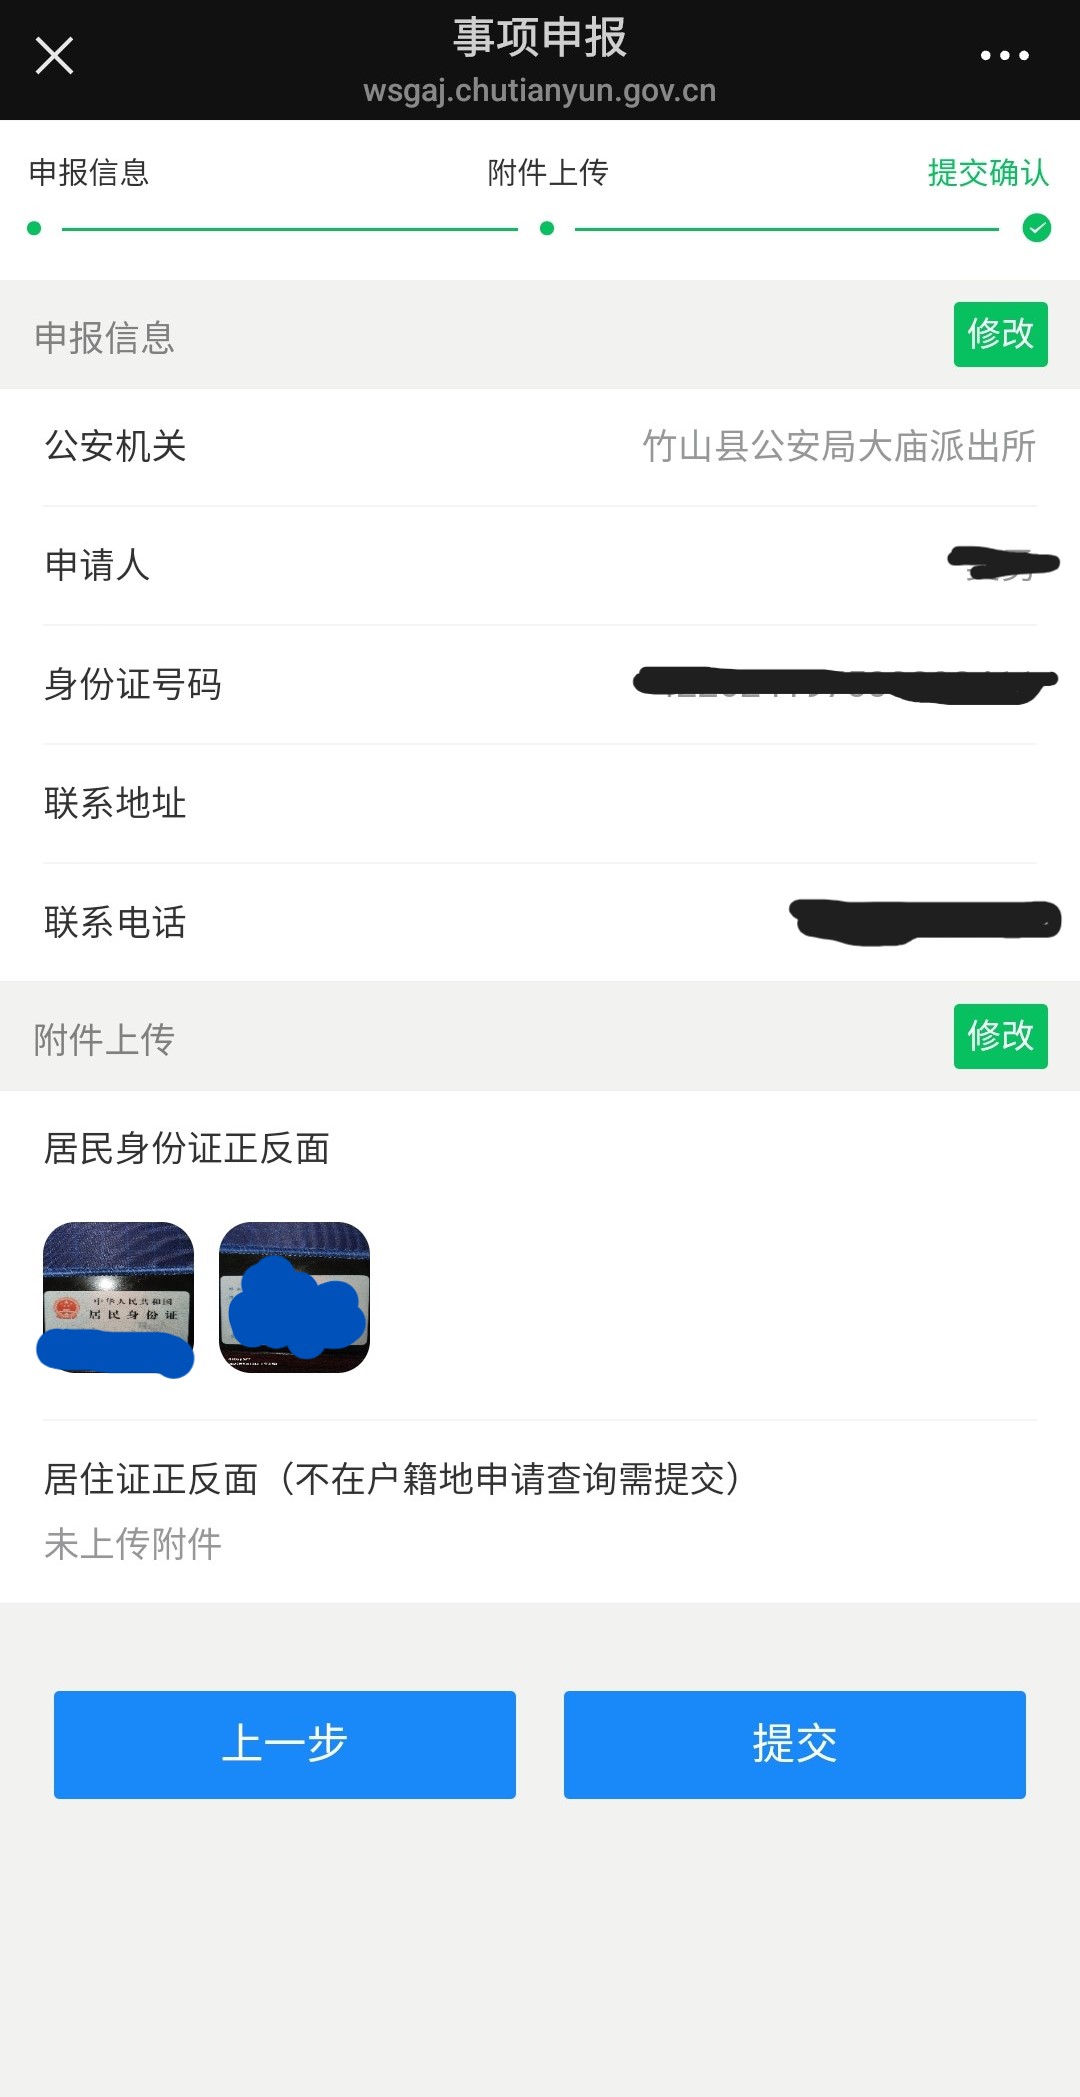 事项申报
wsgaj.chutianyun.gov.cn
申报信息
附件上传
提交确认
申报信息
修改
公安机关
竹山县公安局大庙派出所
申请人
身份证号码
联系地址
联系电话
附件上传
修改
居民身份证正反面
中华人民共和国
居民身份证
居住证正反面（不在户籍地申请查询需提交）
未上传附件
上一步
提交